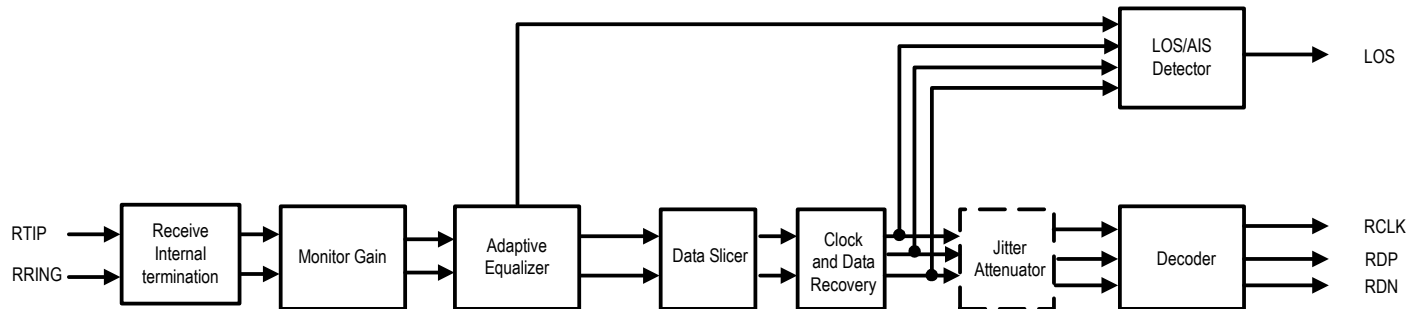 LOS/AIS
Detector
LOS
RTIP
RRING
Receive
Internal
termination
Monitor Gain
Adaptive
Equalizer
Data Slicer
Clock
and Data
Recovery
Jitter
Attenuator
Decoder
RCLK
RDP
RDN